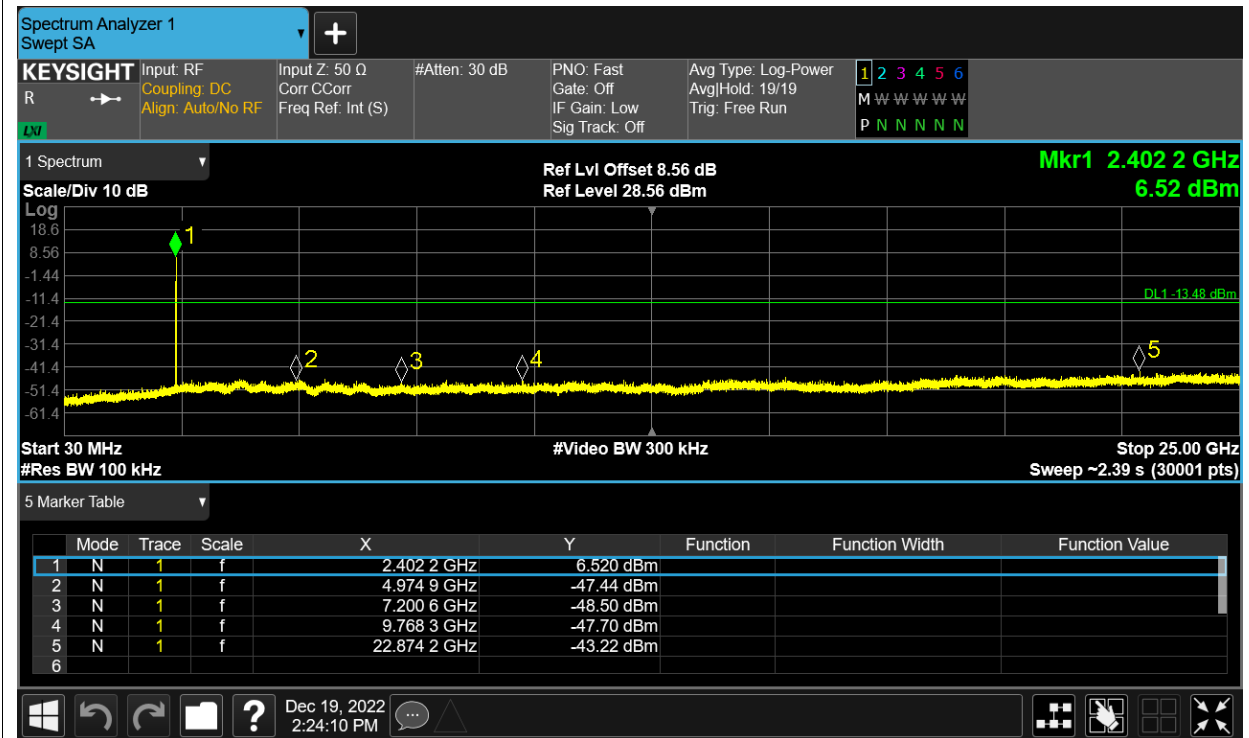 Spectrum Analyzer 1
Swept SA
KEYSIGHT
R
LXI
Input: RF
Coupling: DC
Align: Auto/No RF
Input Z: 50 Ω
Corr CCorr
Freq Ref: Int (S)
#Atten: 30 dB
PNO: Fast
Gate: Off
IF Gain: Low
Sig Track: Off
Avg Type: Log-Power
Avg|Hold: 19/19
Trig: Free Run
1 2 3 4 5 6
M W W W W W
P N N N N N
1 Spectrum
Scale/Div 10 dB
Ref Lvl Offset 8.56 dB
Ref Level 28.56 dBm
Mkr1 2.402 2 GHz
6.52 dBm
Log
18.6
8.56
-1.44
-11.4
-21.4
-31.4
-41.4
-51.4
-61.4
1
DL1 -13.48 dBm
2
3
4
5
Start 30 MHz
#Video BW 300 kHz
Stop 25.00 GHz
#Res BW 100 kHz
Sweep ~2.39 s (30001 pts)
5 Marker Table
Mode Trace Scale X Y Function Function Width Function Value
1 N 1 f 2.402 2 GHz 6.520 dBm
2 N 1 f 4.974 9 GHz -47.44 dBm
3 N 1 f 7.200 6 GHz -48.50 dBm
4 N 1 f 9.768 3 GHz -47.70 dBm
5 N 1 f 22.874 2 GHz -43.22 dBm
6
?
Dec 19, 2022
2:24:10 PM